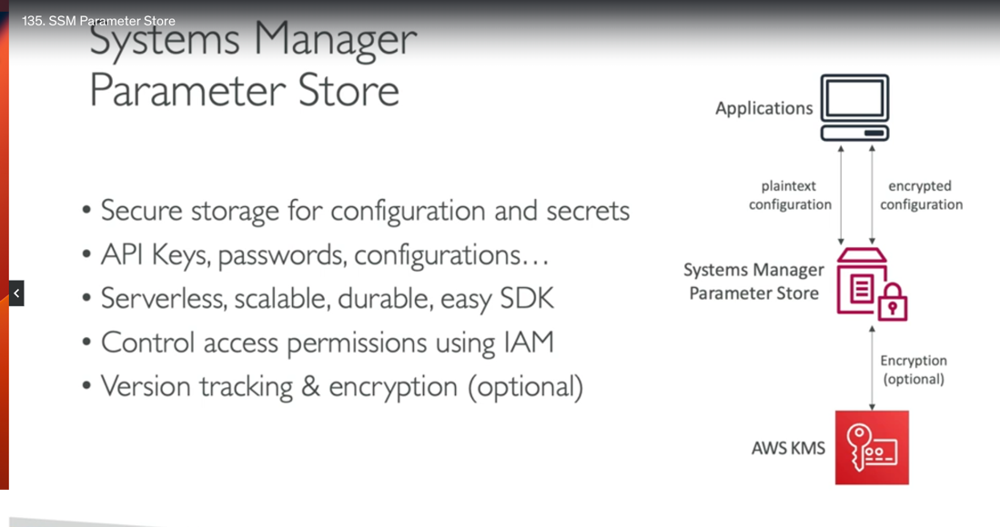 135. SSM Parameter Store
Systems Manager
Parameter Store
• Secure storage for configuration and secrets
• API Keys, passwords, configurations…
• Serverless, scalable, durable, easy SDK
• Control access permissions using IAM
• Version tracking & encryption (optional)
Applications
plaintext
configuration
encrypted
configuration
Systems Manager
Parameter Store
Encryption
(optional)
AWS KMS